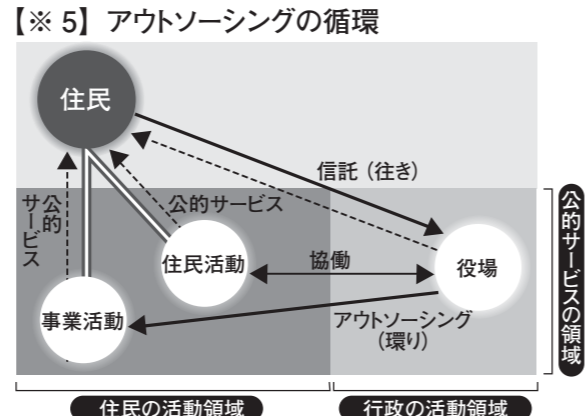 【※5】アウトソーシングの循環
住民
信託(往き)
公的
サービス
公的サービス
住民活動
協働
役場
事業活動
アウトソーシング
(環り)
公的サービスの領域
住民の活動領域
行政の活動領域